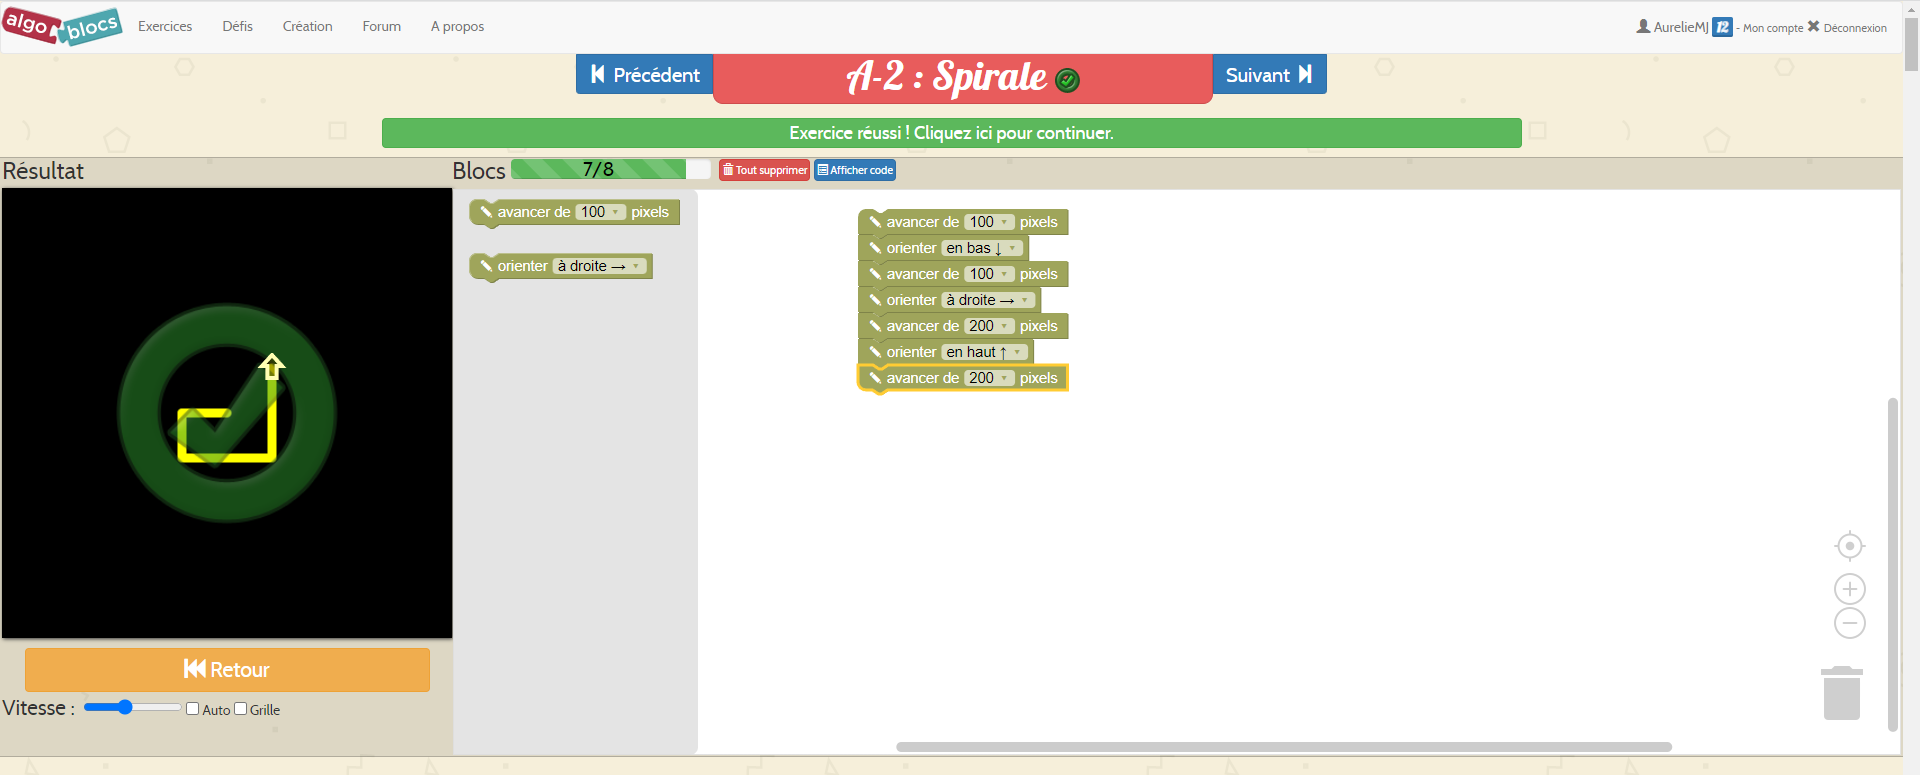 algo blocs Exercices Défis Création Forum A propos AurelieMJ 12 - Mon compte Déconnexion
Précédent A-2 : Spirale Suivant
Exercice réussi ! Cliquez ici pour continuer.
Résultat Blocs 7/8 Tout supprimer Afficher code
avancer de 100 pixels
orienter à droite →
avancer de 100 pixels
orienter en bas ↓
avancer de 100 pixels
orienter à droite →
avancer de 200 pixels
orienter en haut ↑
avancer de 200 pixels
Retour
Vitesse : Auto Grille